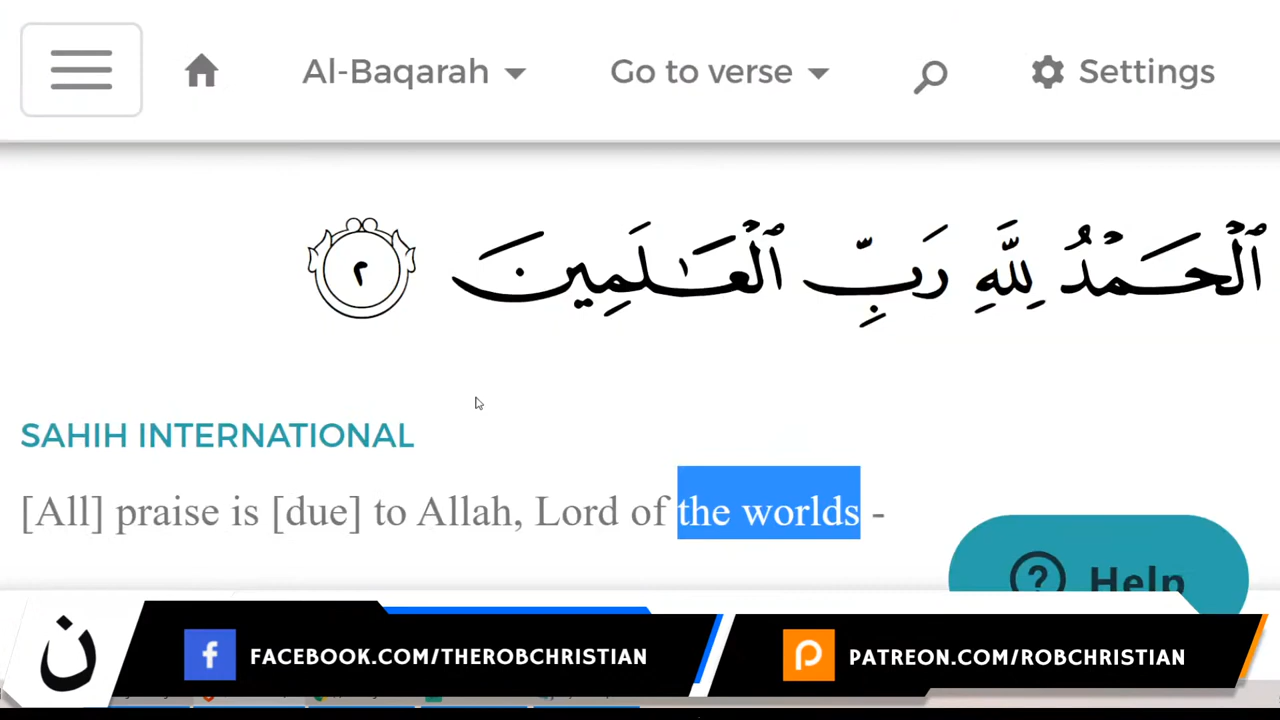 Al-Baqarah
Go to verse
Settings
ٱلْحَمْدُ لِلَّهِ رَبِّ ٱلْعَـٰلَمِينَ ٢
SAHIH INTERNATIONAL
[All] praise is [due] to Allah, Lord of the worlds -
Help
ن
FACEBOOK.COM/THEROBCHRISTIAN
PATREON.COM/ROBCHRISTIAN